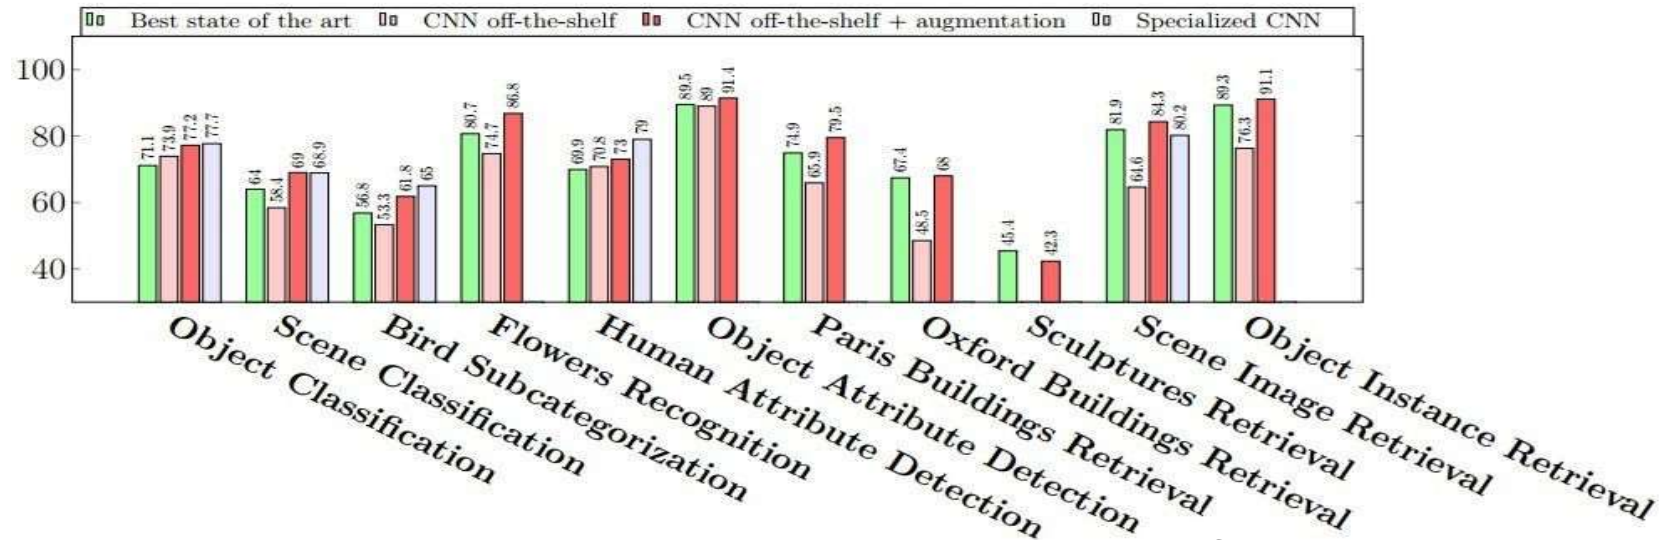 Best state of the art CNN off-the-shelf CNN off-the-shelf + augmentation Specialized CNN
100
80
60
40
71.1 73.9 77.2 77.7
64 58.4 69 68.9
56.8 53.3 61.8 65
80.7 74.7 86.8
69.9 70.8 73 79
89.5 89 91.4
74.9 65.9 79.5
67.4 48.5 68
45.4 42.3
81.9 64.6 84.3 80.2
89.3 76.3 91.1
Object Classification
Scene Classification
Bird Subcategorization
Flowers Recognition
Human Attribute Detection
Object Attribute Detection
Paris Buildings Retrieval
Oxford Buildings Retrieval
Sculptures Retrieval
Scene Image Retrieval
Object Instance Retrieval